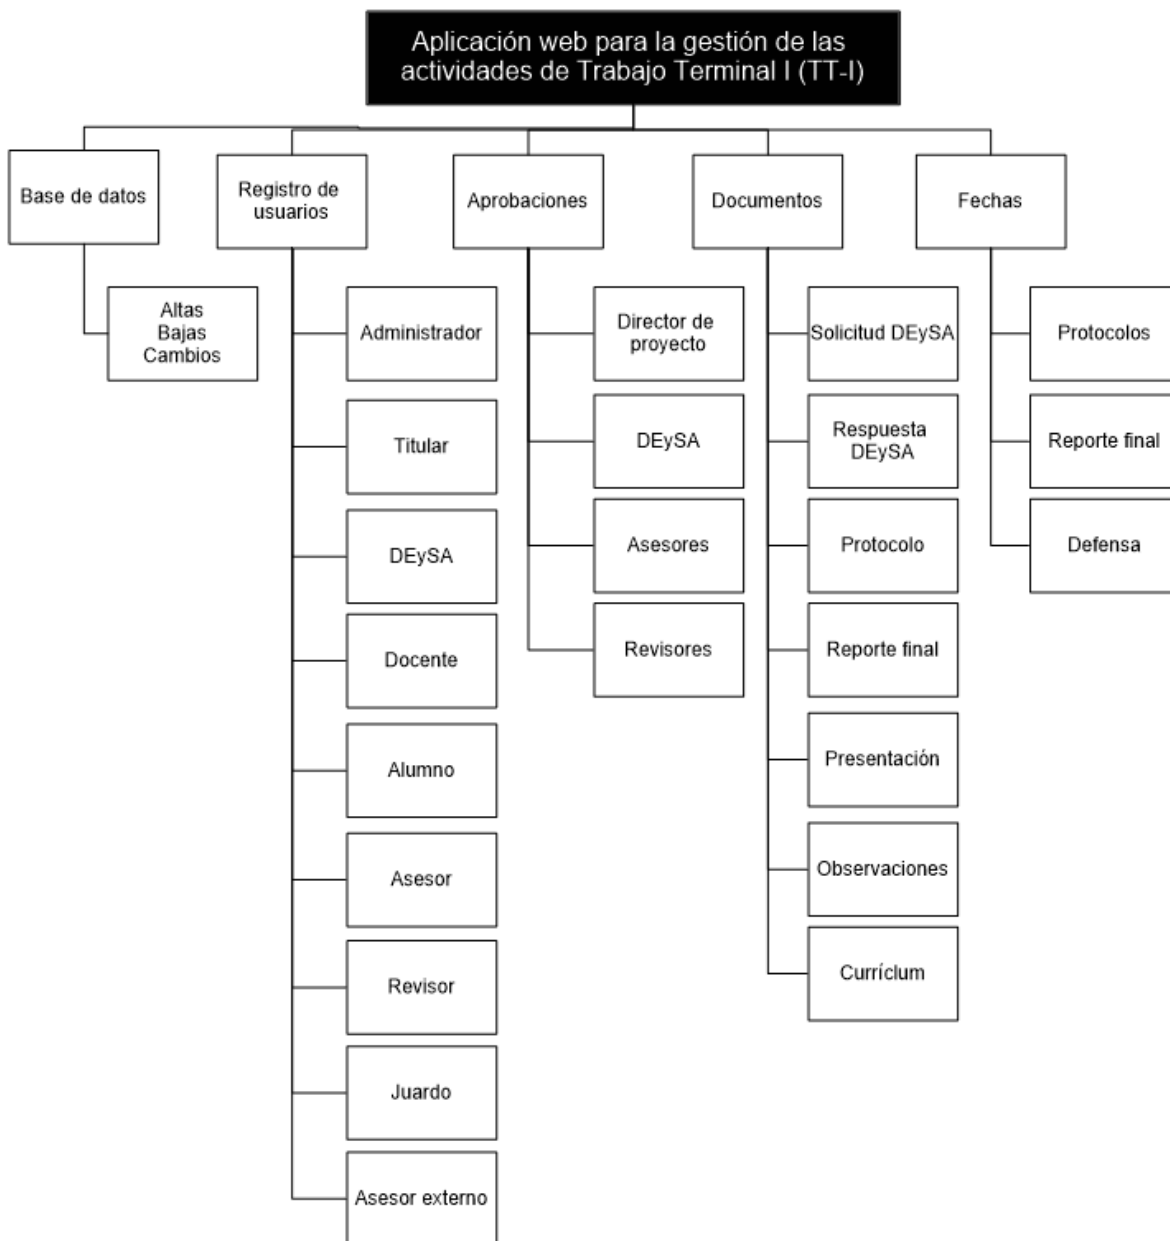 Aplicación web para la gestión de las
actividades de Trabajo Terminal I (TT-I)
Base de datos
Altas
Bajas
Cambios
Registro de
usuarios
Administrador
Titular
DEySA
Docente
Alumno
Asesor
Revisor
Juardo
Asesor externo
Aprobaciones
Director de
proyecto
DEySA
Asesores
Revisores
Documentos
Solicitud DEySA
Respuesta
DEySA
Protocolo
Reporte final
Presentación
Observaciones
Curríclum
Fechas
Protocolos
Reporte final
Defensa